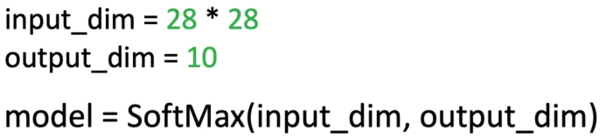 input_dim = 28 * 28
output_dim = 10
model = SoftMax(input_dim, output_dim)